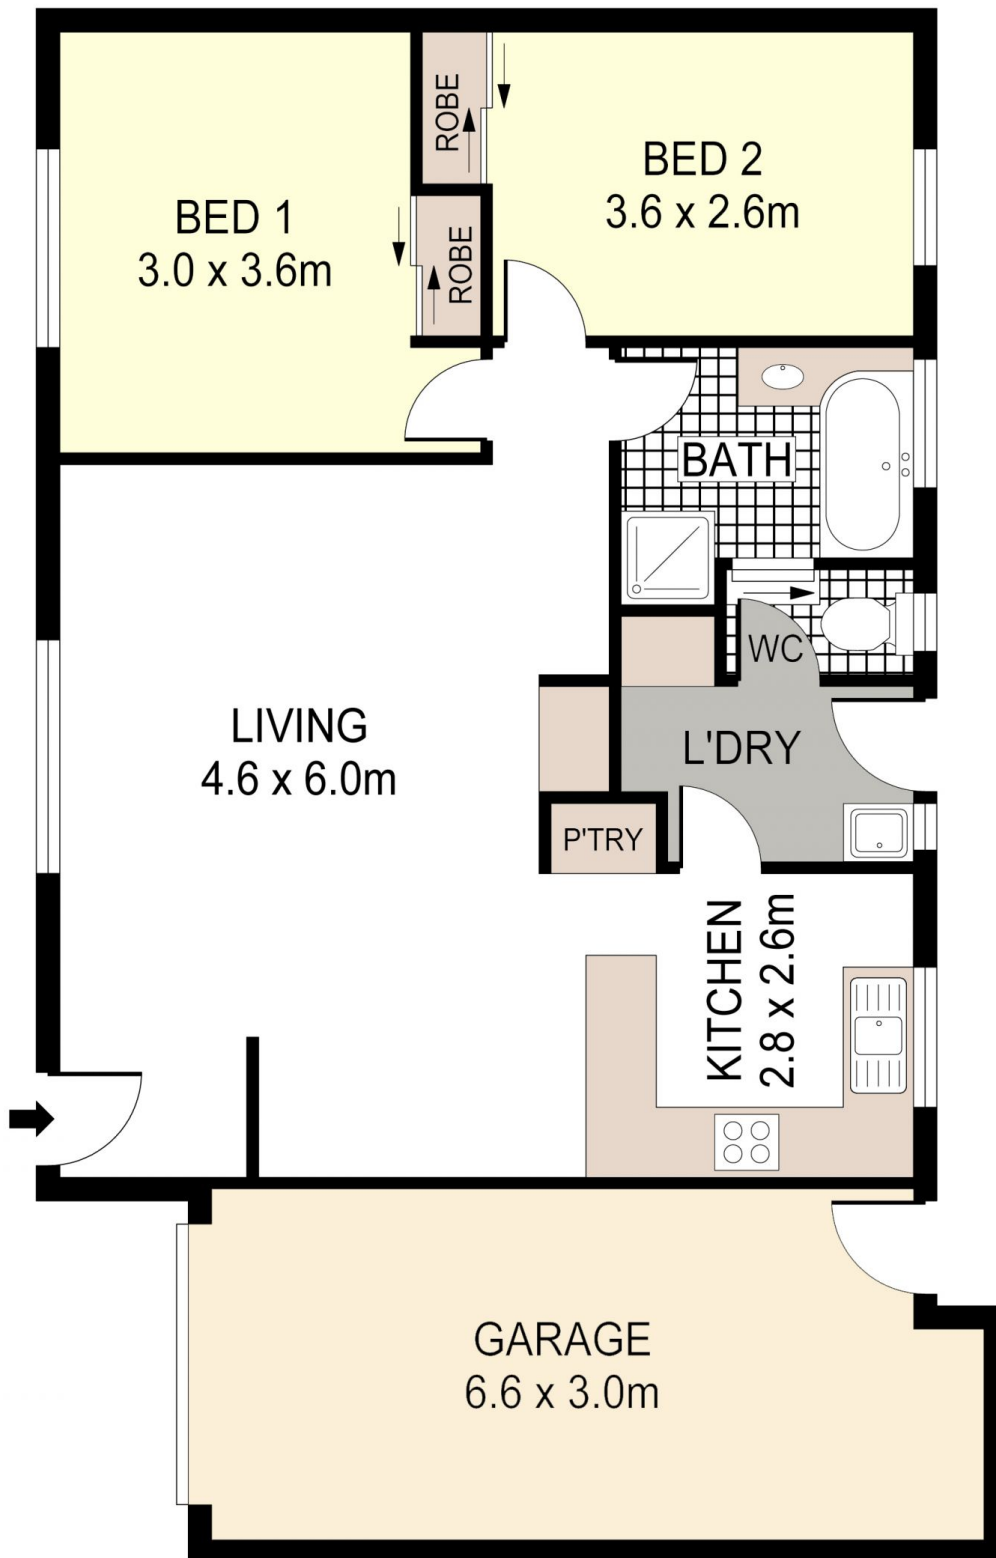 ROBE
BED 2
3.6 x 2.6m
BED 1
3.0 x 3.6m
ROBE
BATH
WC
LIVING
4.6 x 6.0m
L'DRY
P'TRY
KITCHEN
2.8 x 2.6m
GARAGE
6.6 x 3.0m